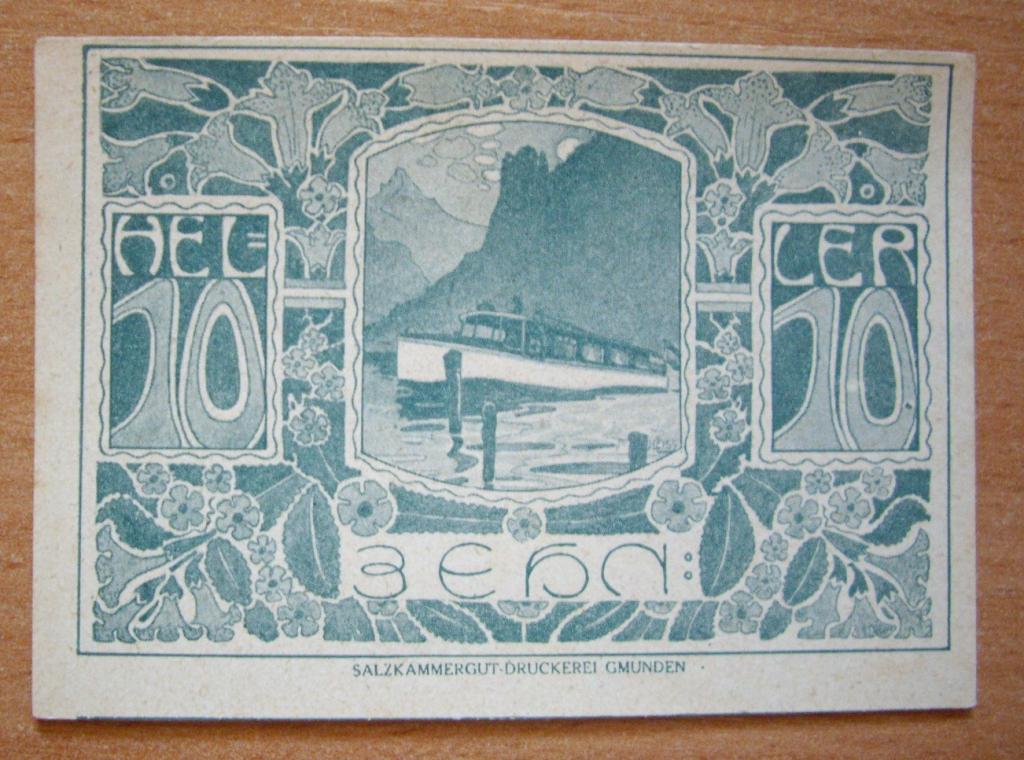 HEL=
10
LER
10
ZEHN:
SALZKAMMERGUT-DRUCKEREI GMUNDEN